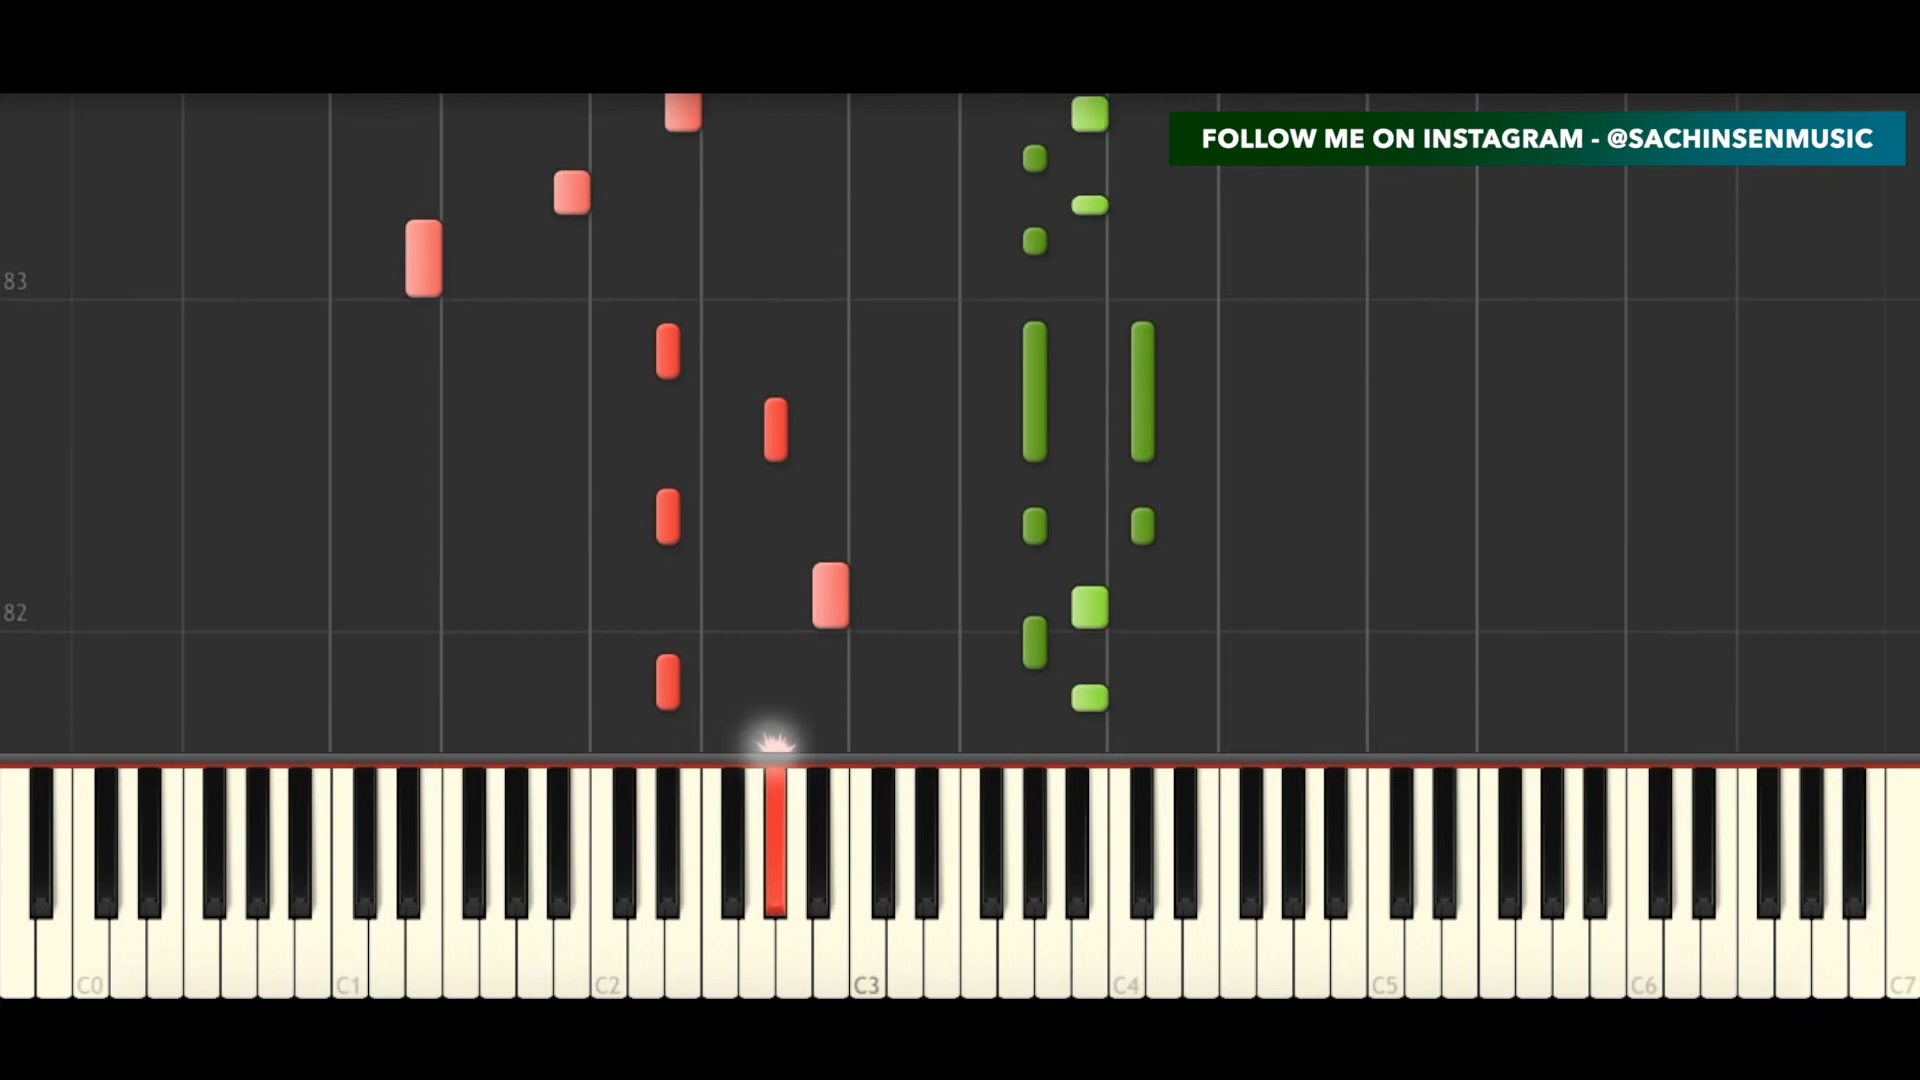 FOLLOW ME ON INSTAGRAM - @SACHINSENMUSIC
83
82
C0 C1 C2 C3 C4 C5 C6 C7